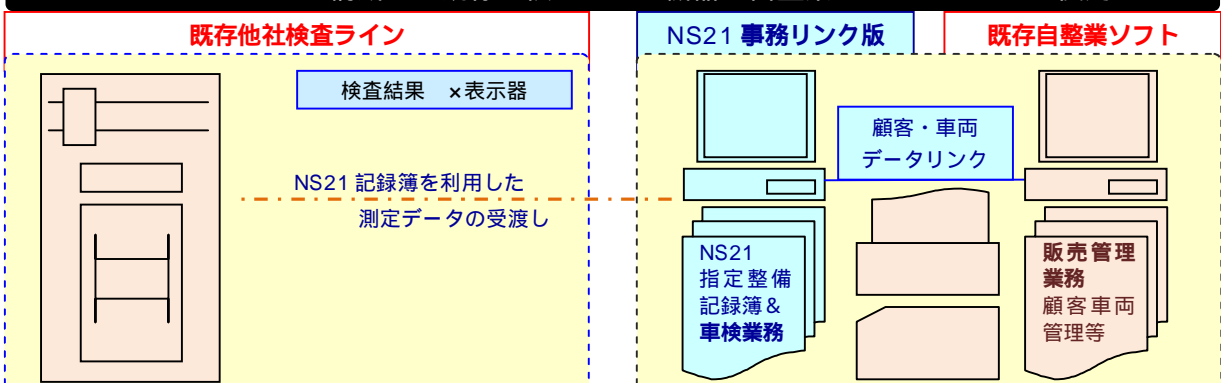 既存他社検査ライン
NS21 事務リンク版
既存自整業ソフト
検査結果 ×表示器
顧客・車両
データリンク
NS21 記録簿を利用した
測定データの受渡し
NS21
指定整備
記録簿＆
車検業務
販売管理
業務
顧客車両
管理等